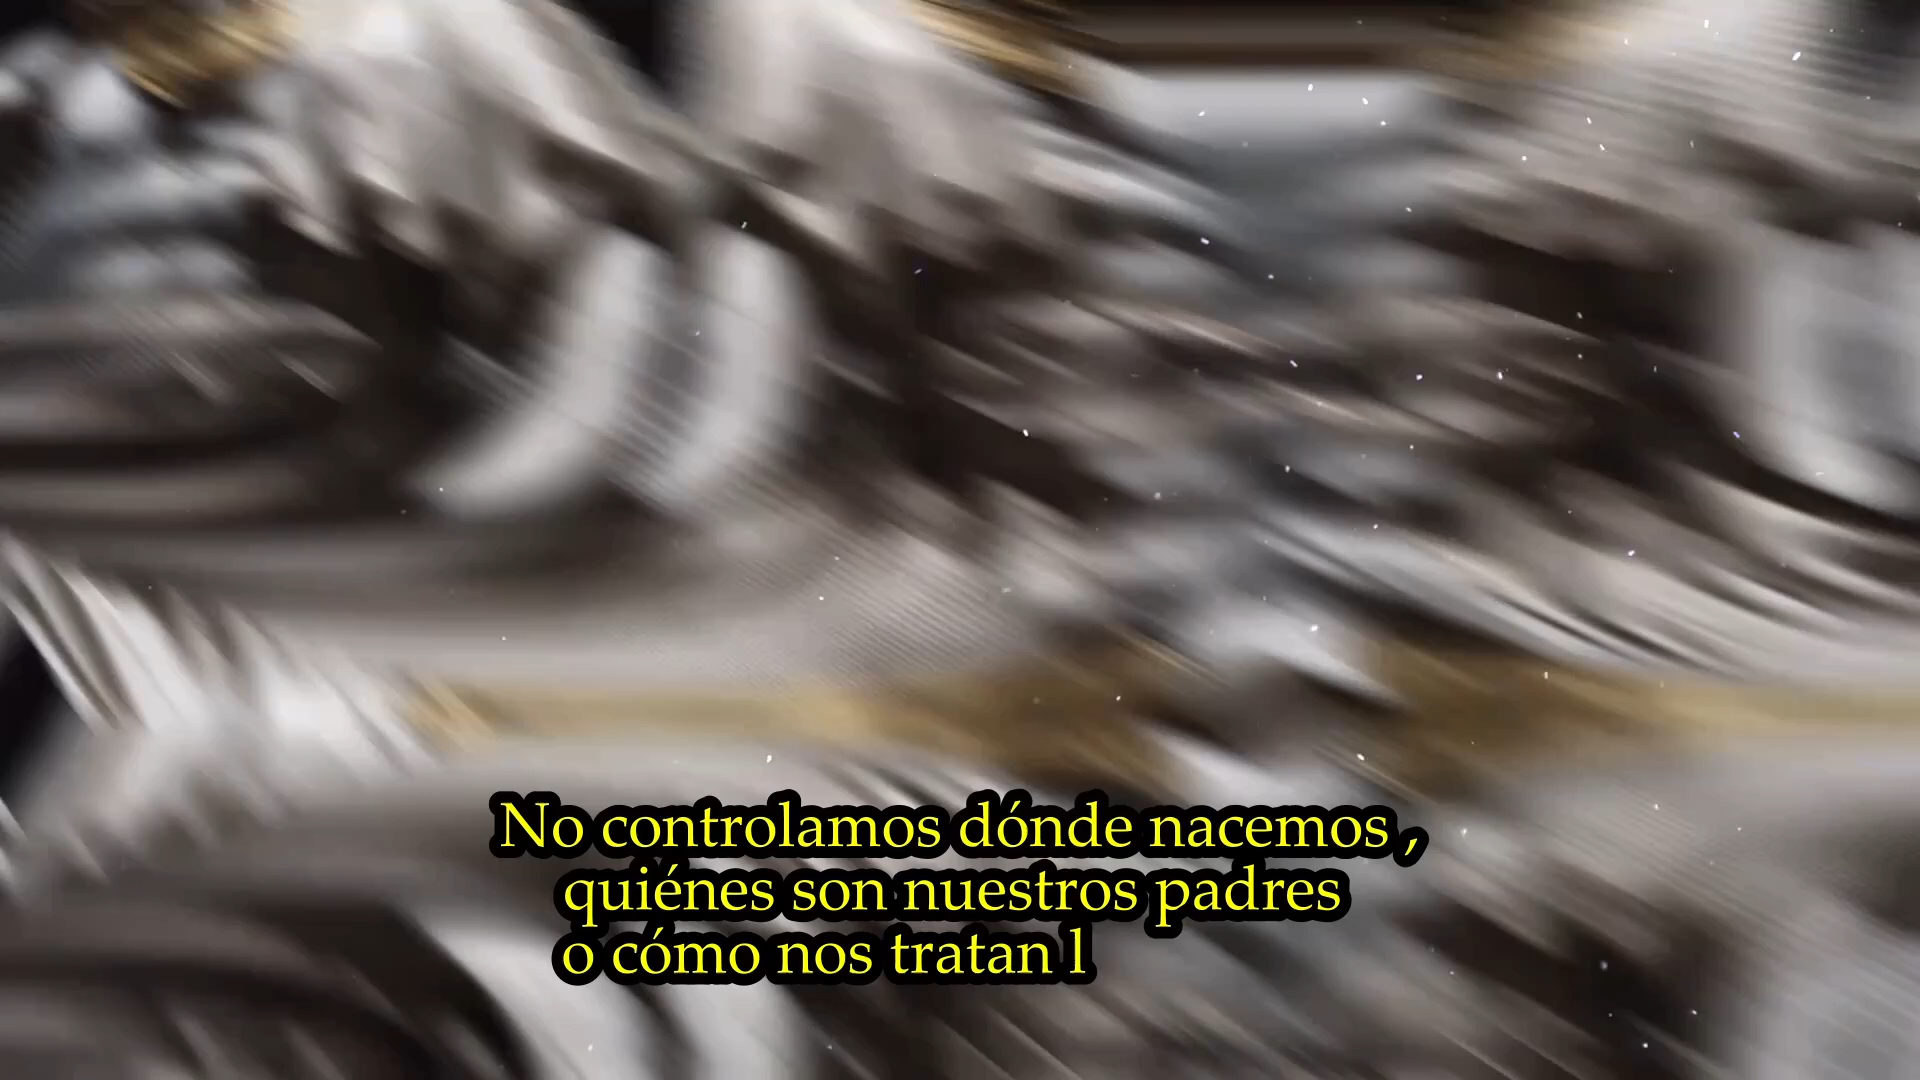 No controlamos dónde nacemos ,
quiénes son nuestros padres
o cómo nos tratan l